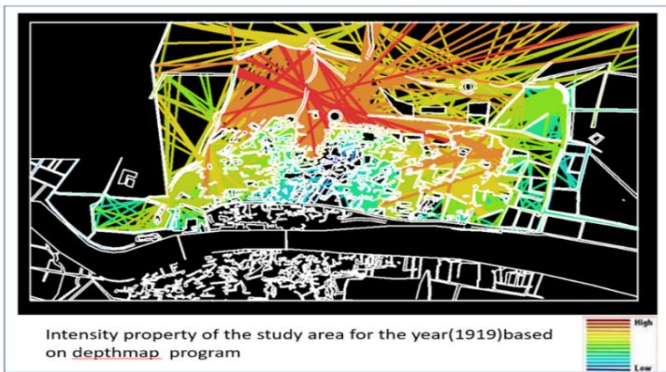 Intensity property of the study area for the year(1919)based
on depthmap program
High
Low